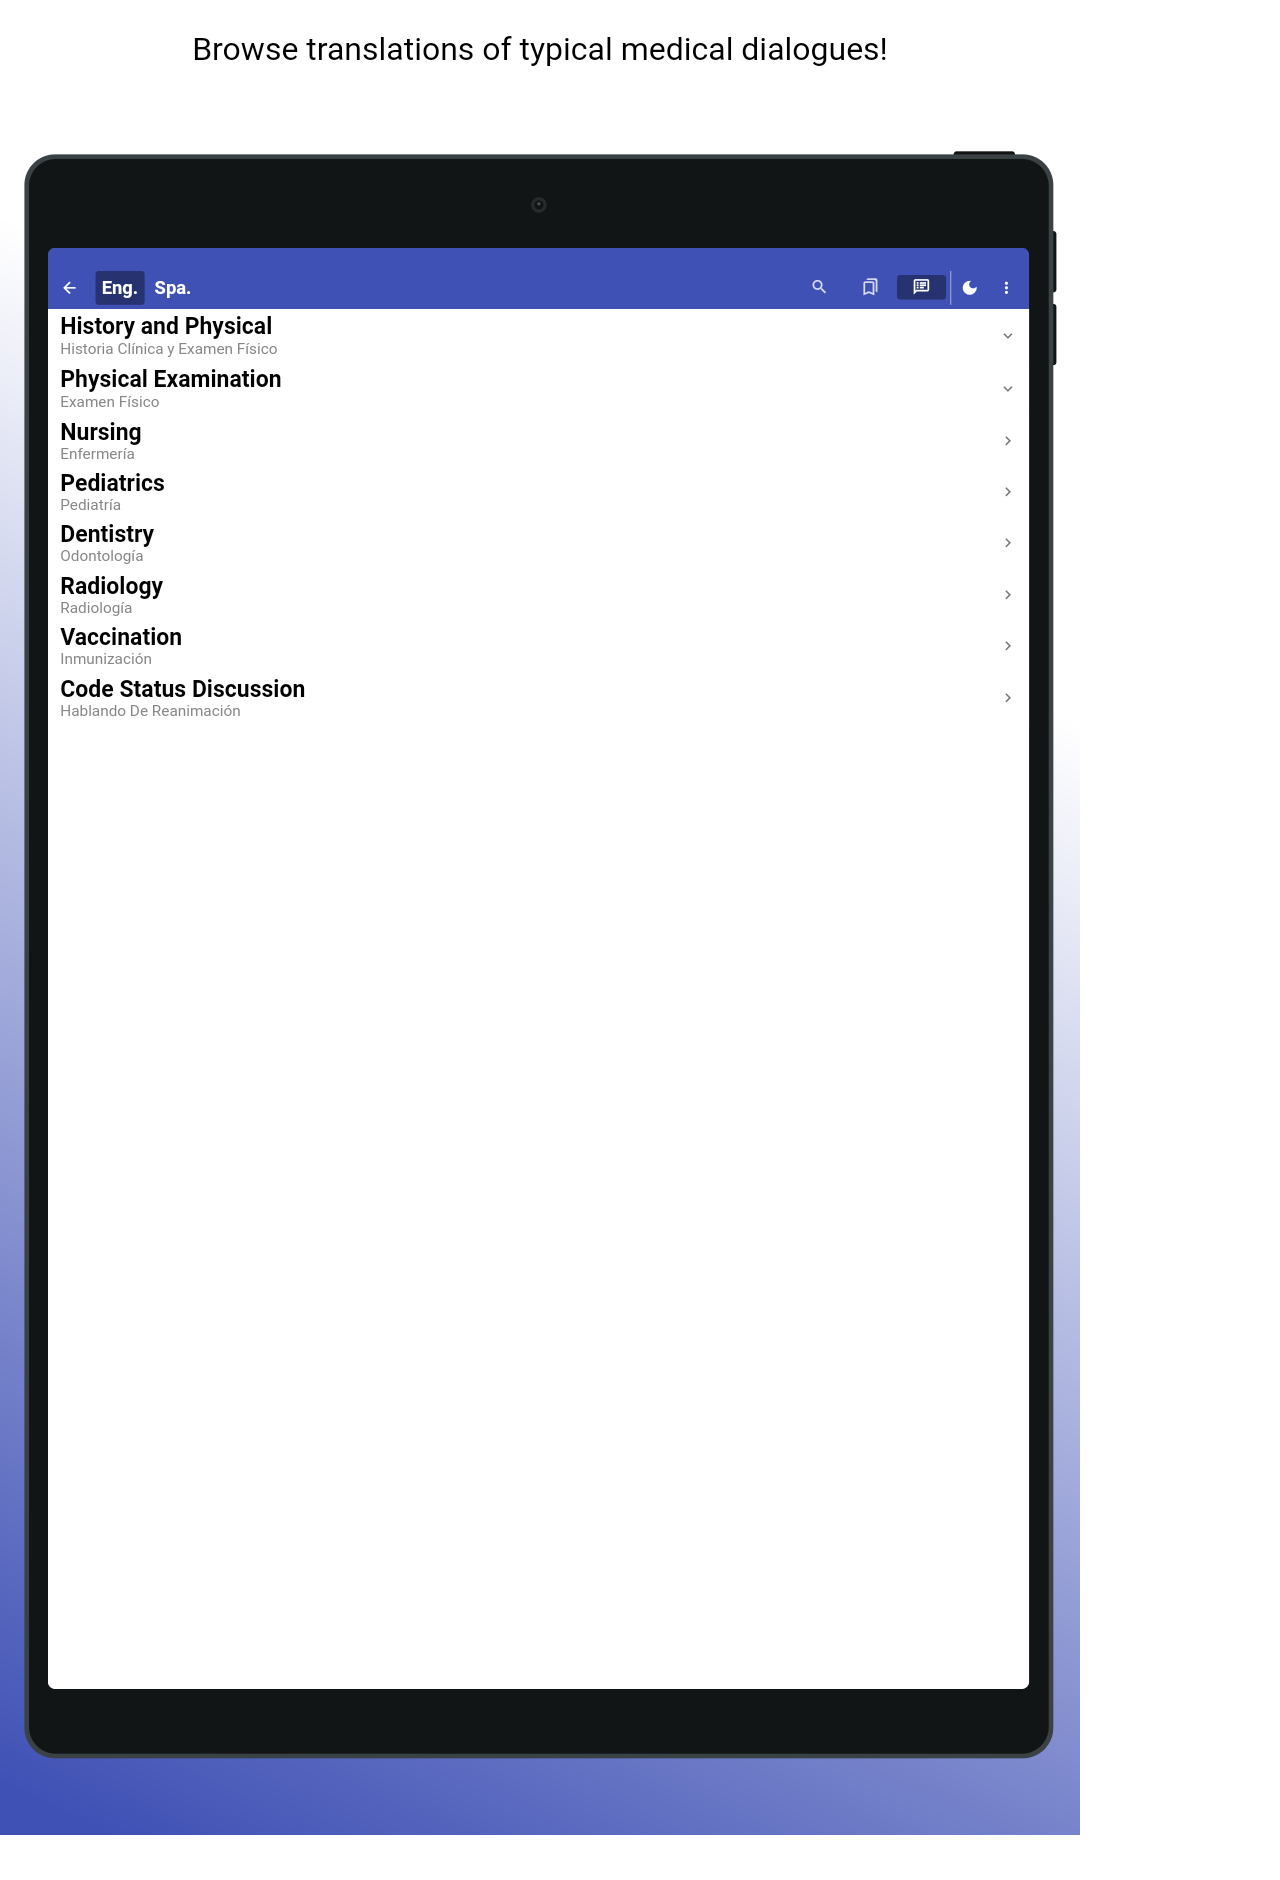 Browse translations of typical medical dialogues!
Eng. Spa.
History and Physical
Historia Clínica y Examen Físico
Physical Examination
Examen Físico
Nursing
Enfermería
Pediatrics
Pediatría
Dentistry
Odontología
Radiology
Radiología
Vaccination
Inmunización
Code Status Discussion
Hablando De Reanimación